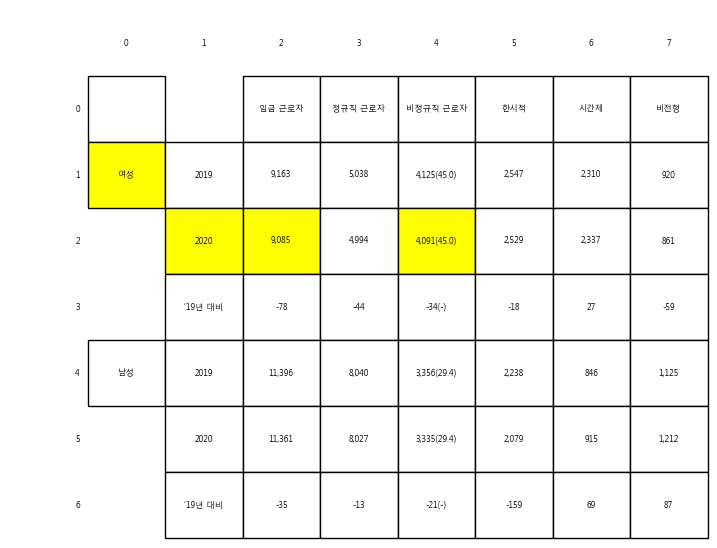 0 1 2 3 4 5 6 7
0 임금 근로자 정규직 근로자 비정규직 근로자 한시적 시간제 비전형
1 여성 2019 9,163 5,038 4,125(45.0) 2,547 2,310 920
2 2020 9,085 4,994 4,091(45.0) 2,529 2,337 861
3 '19년 대비 -78 -44 -34(-) -18 27 -59
4 남성 2019 11,396 8,040 3,356(29.4) 2,238 846 1,125
5 2020 11,361 8,027 3,335(29.4) 2,079 915 1,212
6 '19년 대비 -35 -13 -21(-) -159 69 87